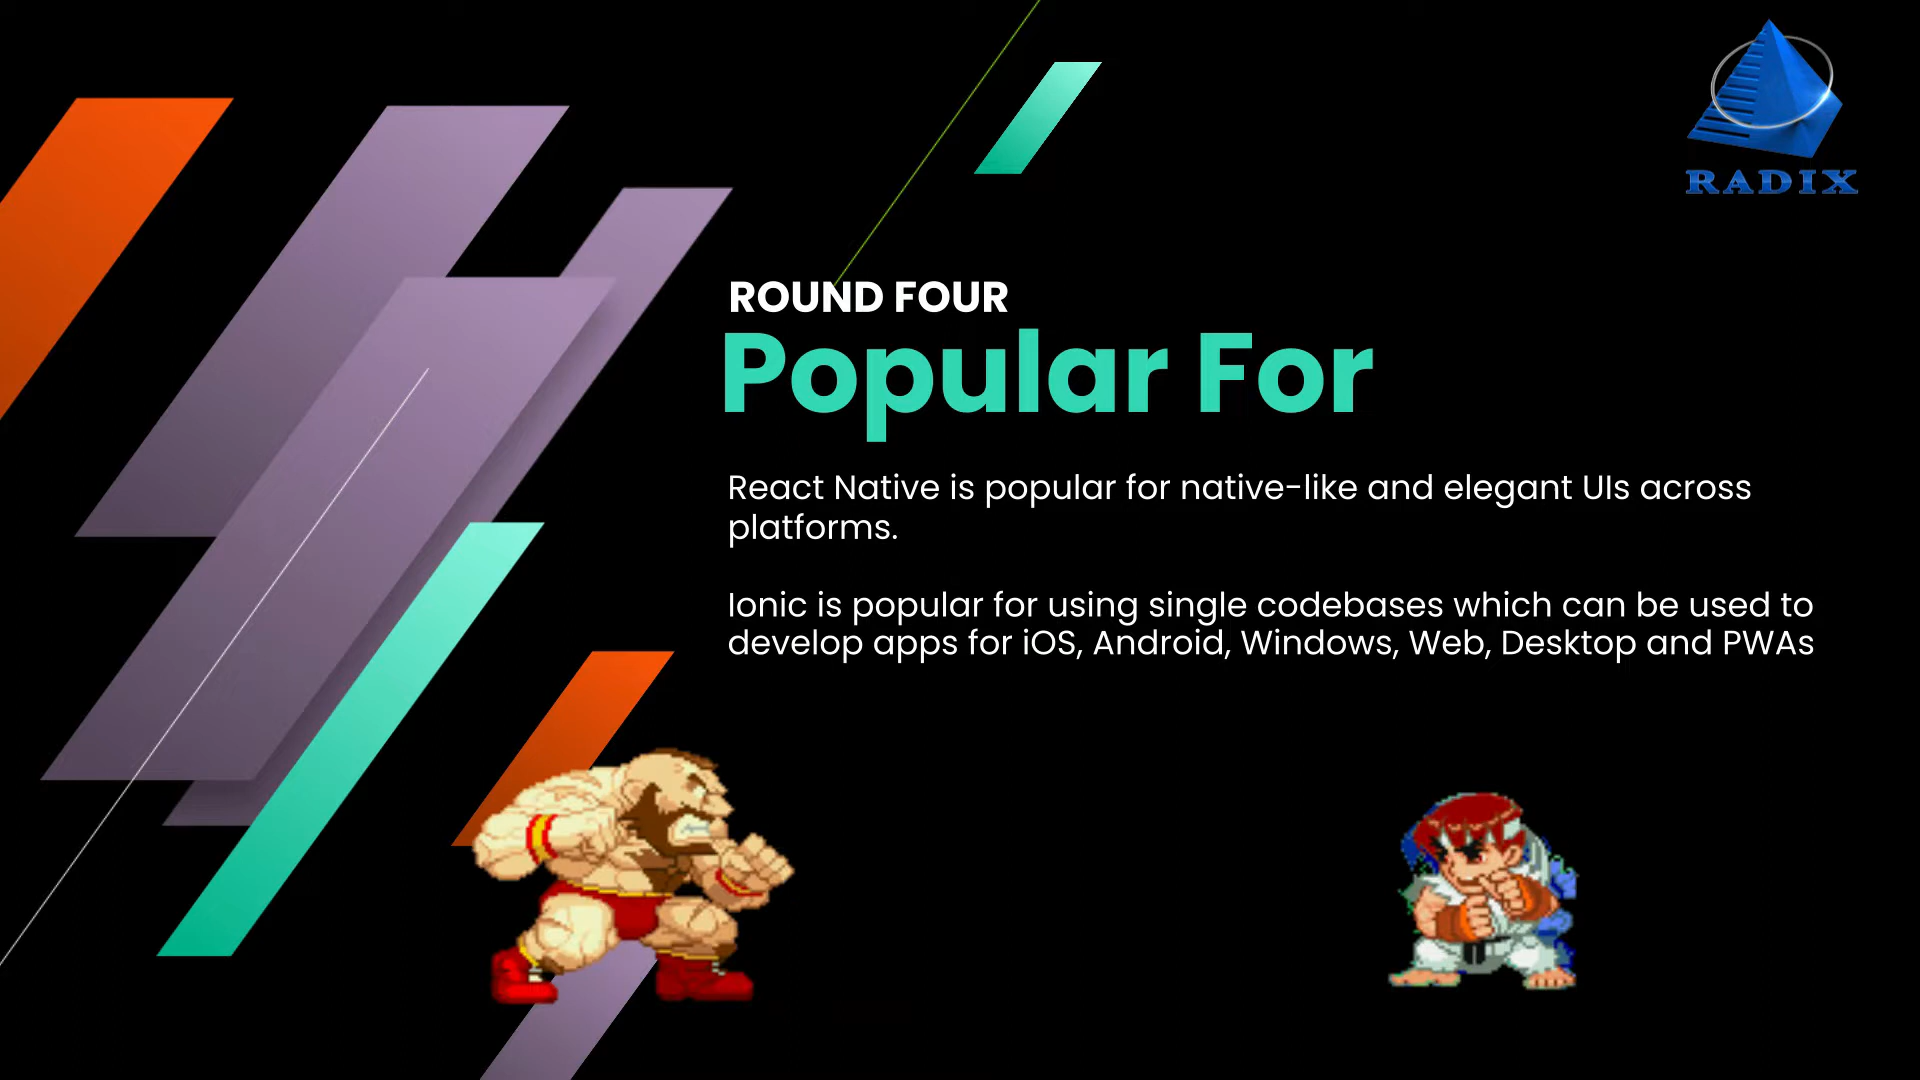 RADIX
ROUND FOUR
Popular For
React Native is popular for native-like and elegant UIs across
platforms.
Ionic is popular for using single codebases which can be used to
develop apps for iOS, Android, Windows, Web, Desktop and PWAs